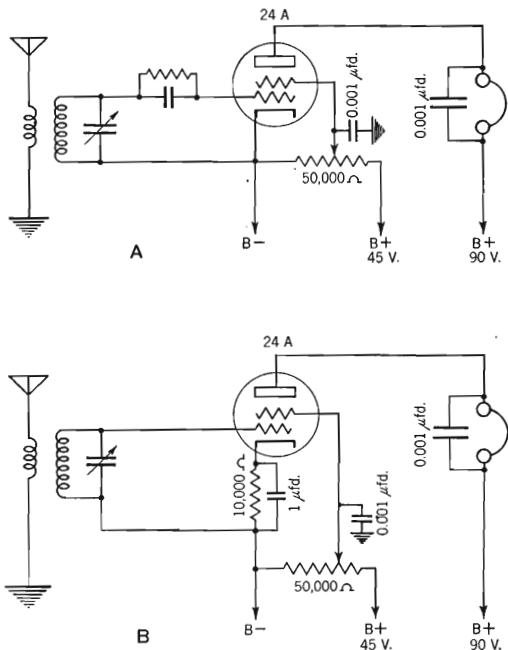 24 A
0.001 µfd.
0.001 µfd.
50,000 Ω
A
B−
B+
45 V.
B+
90 V.
24 A
0.001 µfd.
10,000 Ω
1 µfd.
0.001 µfd.
50,000 Ω
B
B−
B+
45 V.
B+
90 V.